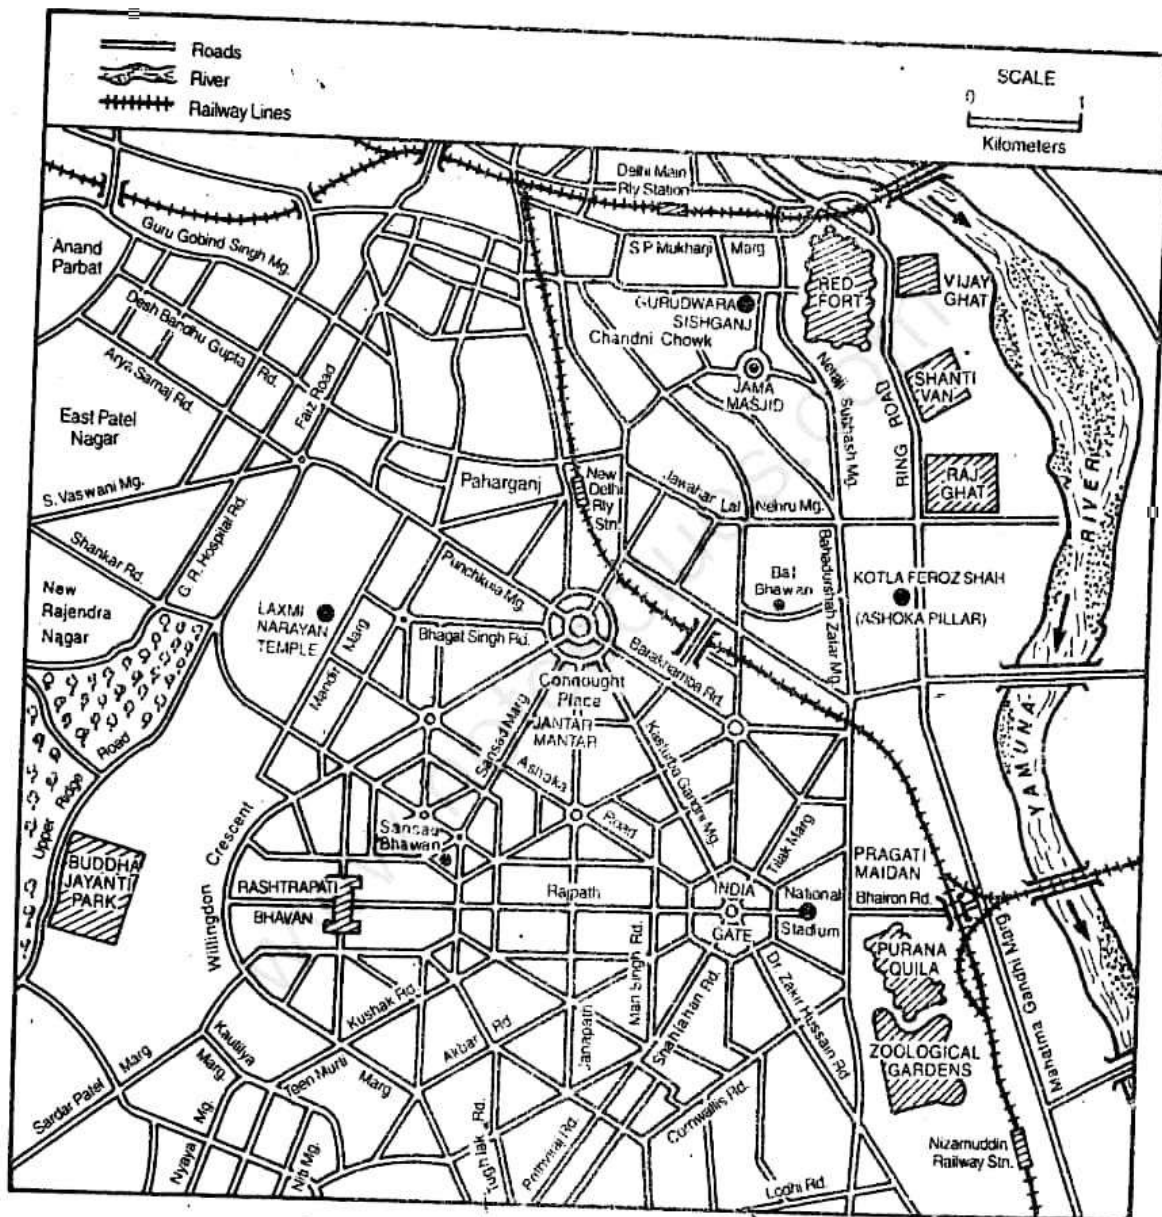 Roads
River
Railway Lines
SCALE
0 1
Kilometers
Delhi Main
Rly Station
Guru Gobind Singh Mg.
Anand
Parbat
S P Mukharji Marg
RED
FORT
VIJAY
GHAT
GURUDWARA
SISHGANJ
Chandni Chowk
Desh Bandhu Gupta Rd.
Arya Samaj Rd.
Faiz Road
JAMA
MASJID
Netaji Subhash Mg.
RING ROAD
SHANTI
VAN
East Patel
Nagar
S. Vaswani Mg.
Paharganj
New
Delhi
Rly
Stn.
Jawahar Lal Nehru Mg.
RAJ
GHAT
RIVER
Shankar Rd.
G. R. Hospital Rd.
Punchkuia Mg.
Bal
Bhawan
Bahadurshah Zafar Mg.
KOTLA FEROZ SHAH
(ASHOKA PILLAR)
New
Rajendra
Nagar
LAXMI
NARAYAN
TEMPLE
Mandir Marg
Bhagat Singh Rd.
Barakhamba Rd.
Connought
Place
JANTAR
MANTAR
Sansad Marg
Kasturba Gandhi Mg.
YAMUNA
Upper Ridge Road
Ashoka Road
Tilak Marg
Sansad
Bhawan
Willingdon Crescent
BUDDHA
JAYANTI
PARK
RASHTRAPATI
BHAVAN
Rajpath
INDIA
GATE
National
Stadium
PRAGATI
MAIDAN
Bhairon Rd.
PURANA
QUILA
Man Singh Rd.
Kushak Rd.
Akbar Rd
Janapath
Shahjahan Rd.
Dr. Zakir Hussain Rd
Mahatma Gandhi Marg
ZOOLOGICAL
GARDENS
Kautilya Marg.
Teen Murti Marg
Sardar Patel Marg
Nyaya Mg.
Niti Mg.
Tughlak Rd.
Prithviraj Rd.
Cornwallis Rd.
Lodhi Rd.
Nizamuddin
Railway Stn.